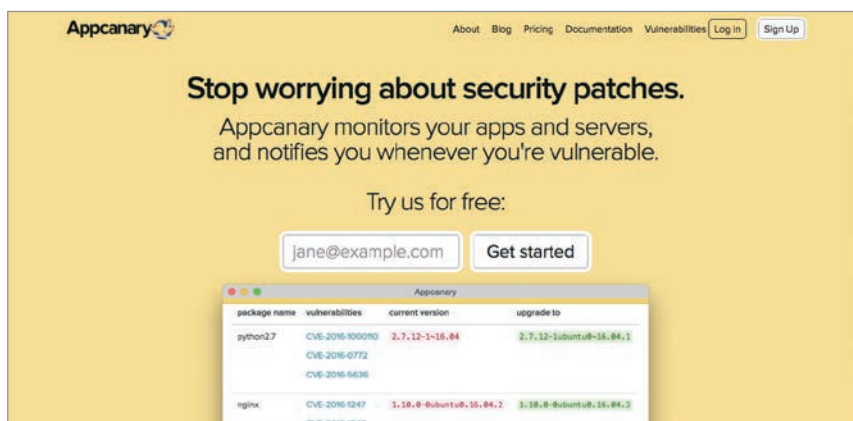 Appcanary
About Blog Pricing Documentation Vulnerabilities Log in Sign Up
Stop worrying about security patches.
Appcanary monitors your apps and servers,
and notifies you whenever you're vulnerable.
Try us for free:
jane@example.com Get started
Appcanary
package name vulnerabilities current version upgrade to
python2.7 CVE-2016-1000110 2.7.12-1~16.04 2.7.12-1ubuntu0~16.04.1
CVE-2016-0772
CVE-2016-5636
nginx CVE-2016-1247 1.10.0-0ubuntu0.16.04.2 1.10.0-0ubuntu0.16.04.3